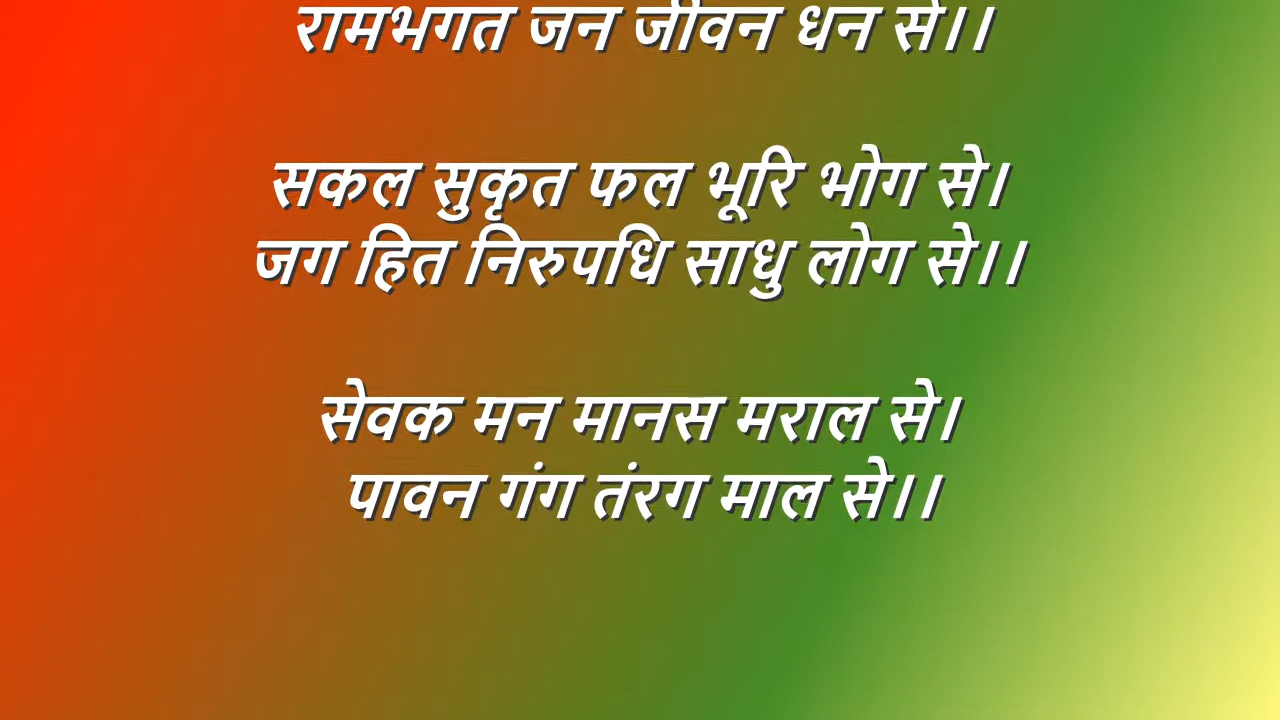 रामभगत जन जीवन धन से।।
सकल सुकृत फल भूरि भोग से।
जग हित निरुपधि साधु लोग से।।
सेवक मन मानस मराल से।
पावन गंग तंरग माल से।।